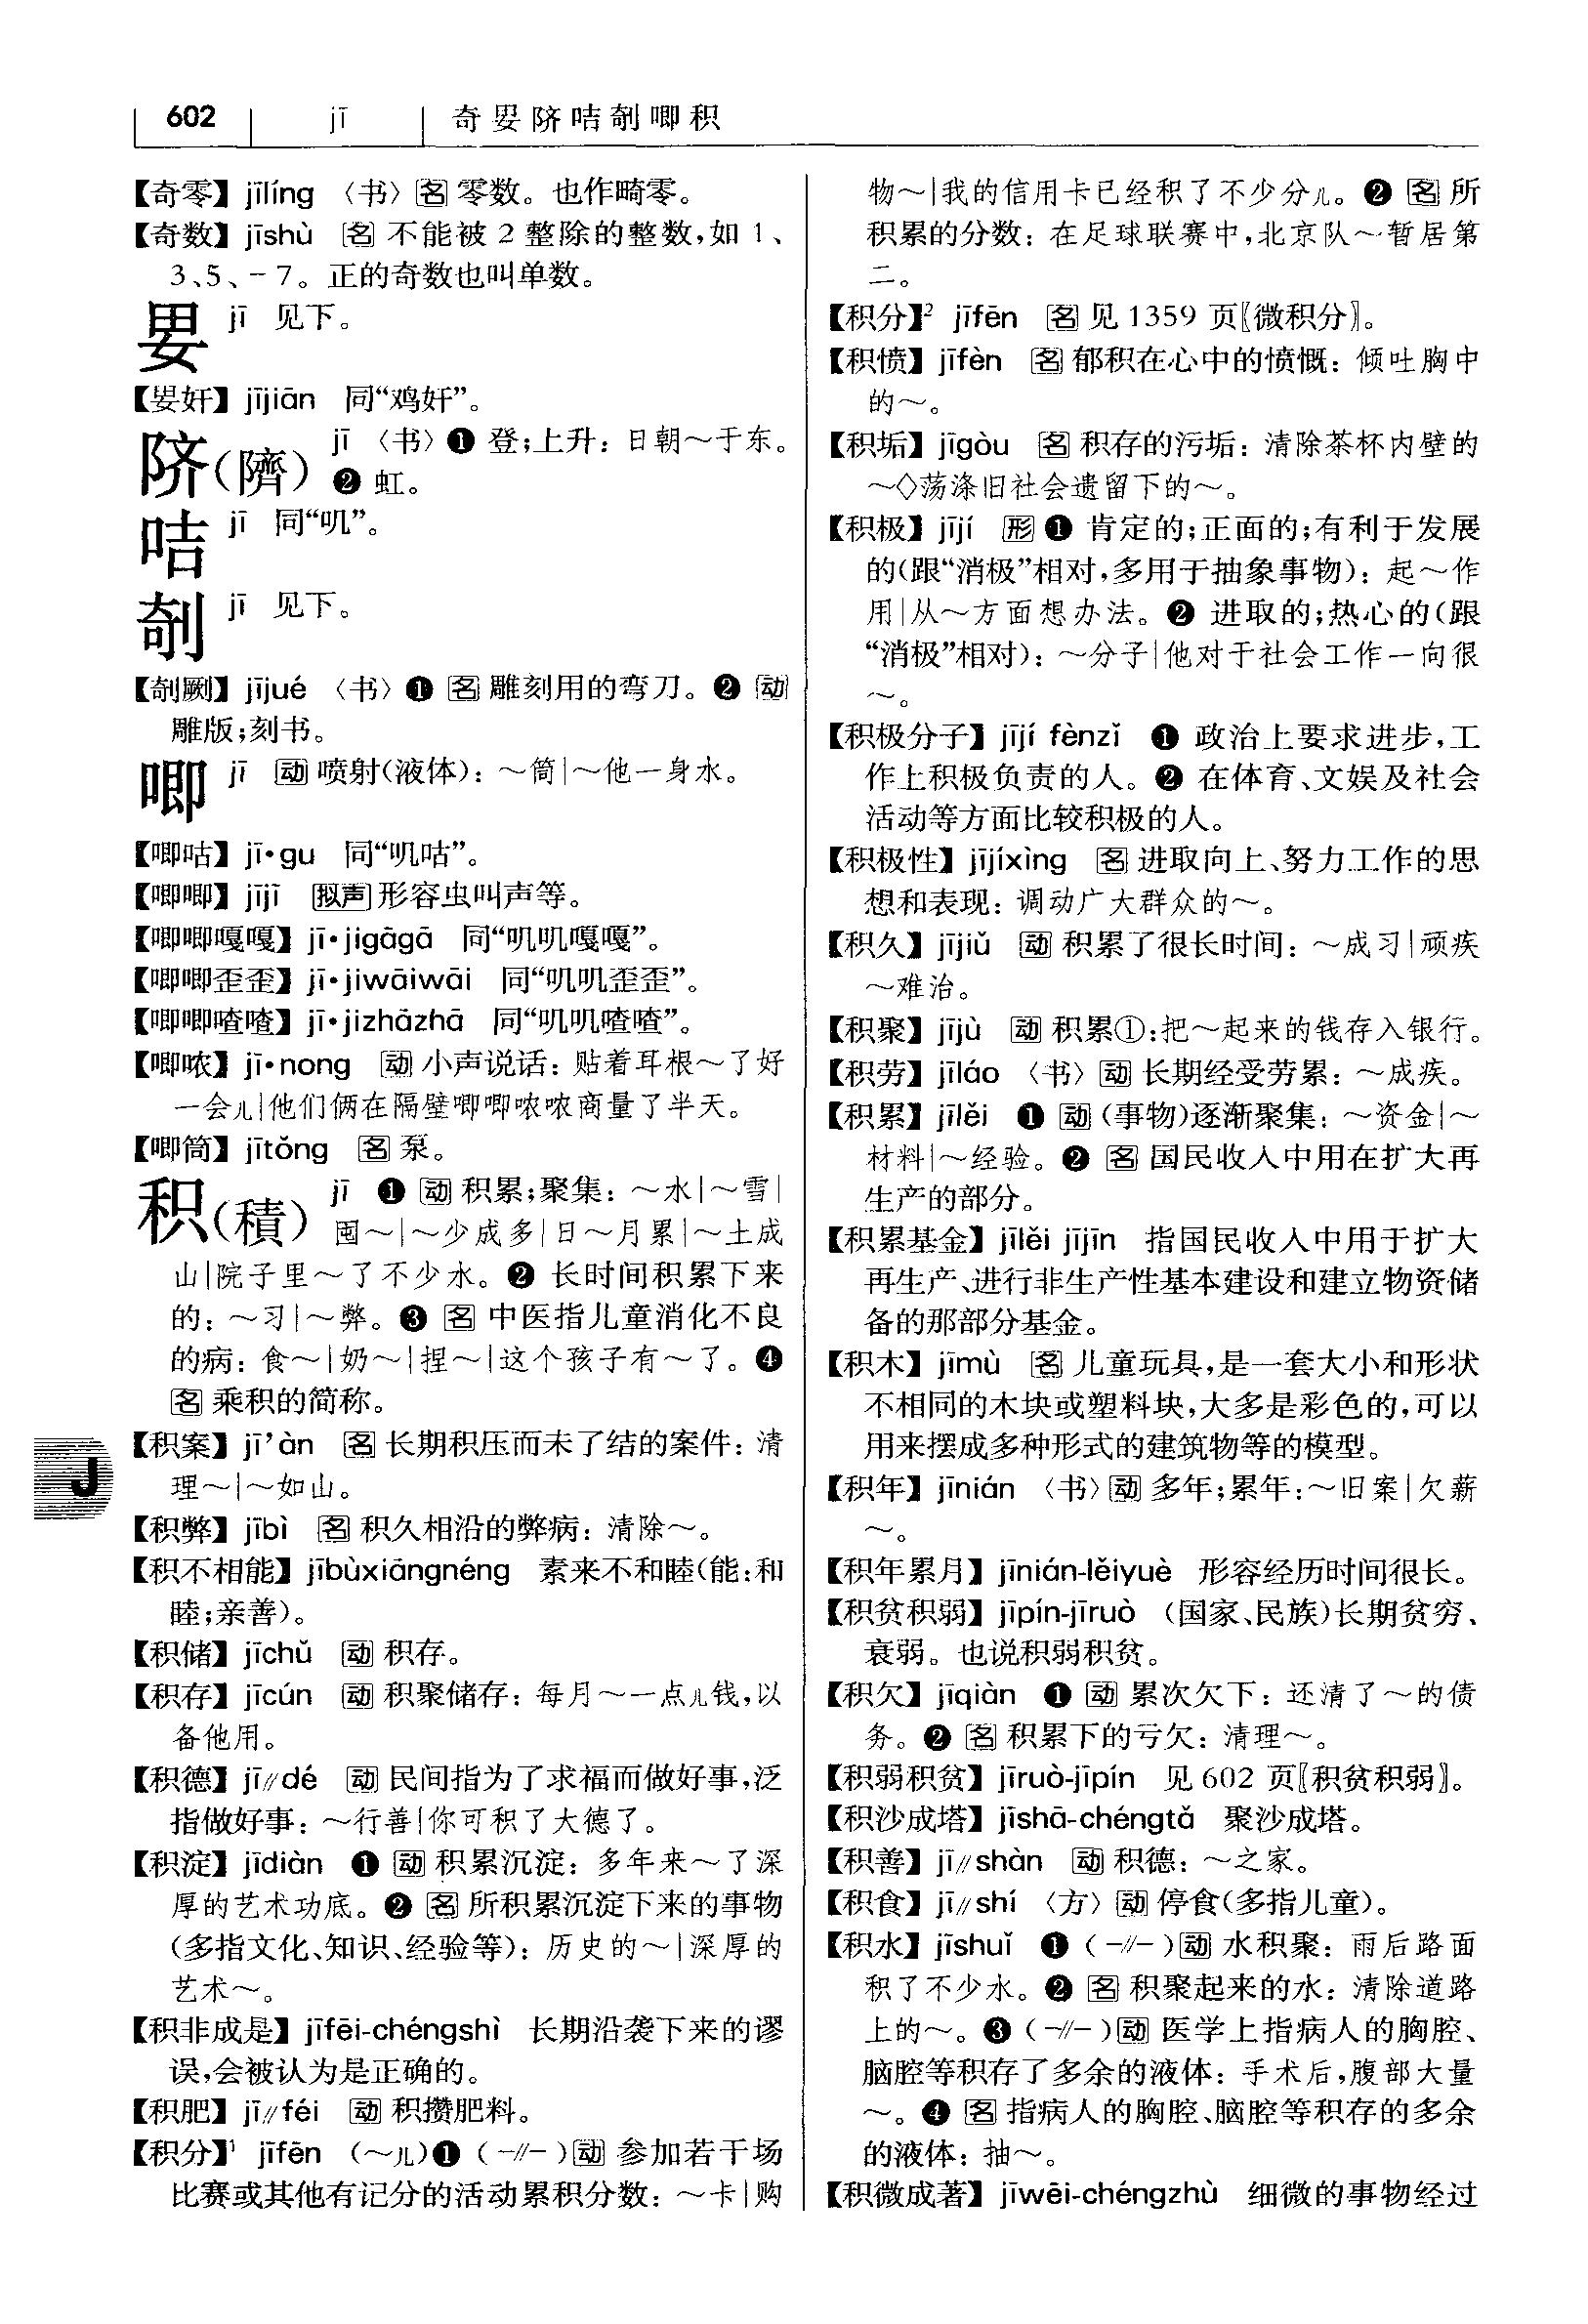 602 jī 奇㚻隮咭剞唧积
【奇零】 jīlíng 〈书〉 名 零数。也作畸零。
【奇数】 jīshù 名 不能被 2 整除的整数,如 1、
3、5、-7。正的奇数也叫单数。
㚻 jī 见下。
【㚻奸】 jījiān 同“鸡奸”。
𬯀(隮) jī 〈书〉❶ 登;上升：日朝～于东。
❷ 虹。
咭 jī 同“叽”。
剞 jī 见下。
【剞劂】 jījué 〈书〉❶ 名 雕刻用的弯刀。❷ 动
雕版;刻书。
唧 jī 动 喷射(液体)：～筒|～他一身水。
【唧咕】 jī•gu 同“叽咕”。
【唧唧】 jījī 拟声 形容虫叫声等。
【唧唧嘎嘎】 jī•jigāgā 同“叽叽嘎嘎”。
【唧唧歪歪】 jī•jiwāiwāi 同“叽叽歪歪”。
【唧唧喳喳】 jī•jizhāzhā 同“叽叽喳喳”。
【唧哝】 jī•nong 动 小声说话：贴着耳根～了好
一会儿|他们俩在隔壁唧唧哝哝商量了半天。
【唧筒】 jītǒng 名 泵。
积(積) jī ❶ 动 积累;聚集：～水|～雪|
囤～|～少成多|日～月累|～土成
山|院子里～了不少水。❷ 长时间积累下来
的：～习|～弊。❸ 名 中医指儿童消化不良
的病：食～|奶～|捏～|这个孩子有～了。❹
名 乘积的简称。
【积案】 jī’àn 名 长期积压而未了结的案件：清
理～|～如山。
【积弊】 jībì 名 积久相沿的弊病：清除～。
【积不相能】 jībùxiāngnéng 素来不和睦(能:和
睦;亲善)。
【积储】 jīchǔ 动 积存。
【积存】 jīcún 动 积聚储存：每月～一点儿钱,以
备他用。
【积德】 jī//dé 动 民间指为了求福而做好事,泛
指做好事：～行善|你可积了大德了。
【积淀】 jīdiàn ❶ 动 积累沉淀：多年来～了深
厚的艺术功底。❷ 名 所积累沉淀下来的事物
(多指文化、知识、经验等)：历史的～|深厚的
艺术～。
【积非成是】 jīfēi-chéngshì 长期沿袭下来的谬
误,会被认为是正确的。
【积肥】 jī//féi 动 积攒肥料。
【积分】¹ jīfēn (～儿)❶ (-//-)动 参加若干场
比赛或其他有记分的活动累积分数：～卡|购
物～|我的信用卡已经积了不少分儿。❷ 名 所
积累的分数：在足球联赛中,北京队～暂居第
二。
【积分】² jīfēn 名 见 1359 页〖微积分〗。
【积愤】 jīfèn 名 郁积在心中的愤慨：倾吐胸中
的～。
【积垢】 jīgòu 名 积存的污垢：清除茶杯内壁的
～◇荡涤旧社会遗留下的～。
【积极】 jījí 形 ❶ 肯定的;正面的;有利于发展
的(跟“消极”相对,多用于抽象事物)：起～作
用|从～方面想办法。❷ 进取的;热心的(跟
“消极”相对)：～分子|他对于社会工作一向很
～。
【积极分子】 jījí fènzǐ ❶ 政治上要求进步,工
作上积极负责的人。❷ 在体育、文娱及社会
活动等方面比较积极的人。
【积极性】 jījíxìng 名 进取向上、努力工作的思
想和表现：调动广大群众的～。
【积久】 jījiǔ 动 积累了很长时间：～成习|顽疾
～难治。
【积聚】 jījù 动 积累①:把～起来的钱存入银行。
【积劳】 jīláo 〈书〉 动 长期经受劳累：～成疾。
【积累】 jīlěi ❶ 动 (事物)逐渐聚集：～资金|～
材料|～经验。❷ 名 国民收入中用在扩大再
生产的部分。
【积累基金】 jīlěi jījīn 指国民收入中用于扩大
再生产、进行非生产性基本建设和建立物资储
备的那部分基金。
【积木】 jīmù 名 儿童玩具,是一套大小和形状
不相同的木块或塑料块,大多是彩色的,可以
用来摆成多种形式的建筑物等的模型。
【积年】 jīnián 〈书〉 动 多年;累年:～旧案|欠薪
～。
【积年累月】 jīnián-lěiyuè 形容经历时间很长。
【积贫积弱】 jīpín-jīruò (国家、民族)长期贫穷、
衰弱。也说积弱积贫。
【积欠】 jīqiàn ❶ 动 累次欠下：还清了～的债
务。❷ 名 积累下的亏欠：清理～。
【积弱积贫】 jīruò-jīpín 见 602 页〖积贫积弱〗。
【积沙成塔】 jīshā-chéngtǎ 聚沙成塔。
【积善】 jī//shàn 动 积德：～之家。
【积食】 jī//shí 〈方〉 动 停食(多指儿童)。
【积水】 jīshuǐ ❶ (-//-)动 水积聚：雨后路面
积了不少水。❷ 名 积聚起来的水：清除道路
上的～。❸ (-//-)动 医学上指病人的胸腔、
脑腔等积存了多余的液体：手术后,腹部大量
～。❹ 名 指病人的胸腔、脑腔等积存的多余
的液体：抽～。
【积微成著】 jīwēi-chéngzhù 细微的事物经过
J